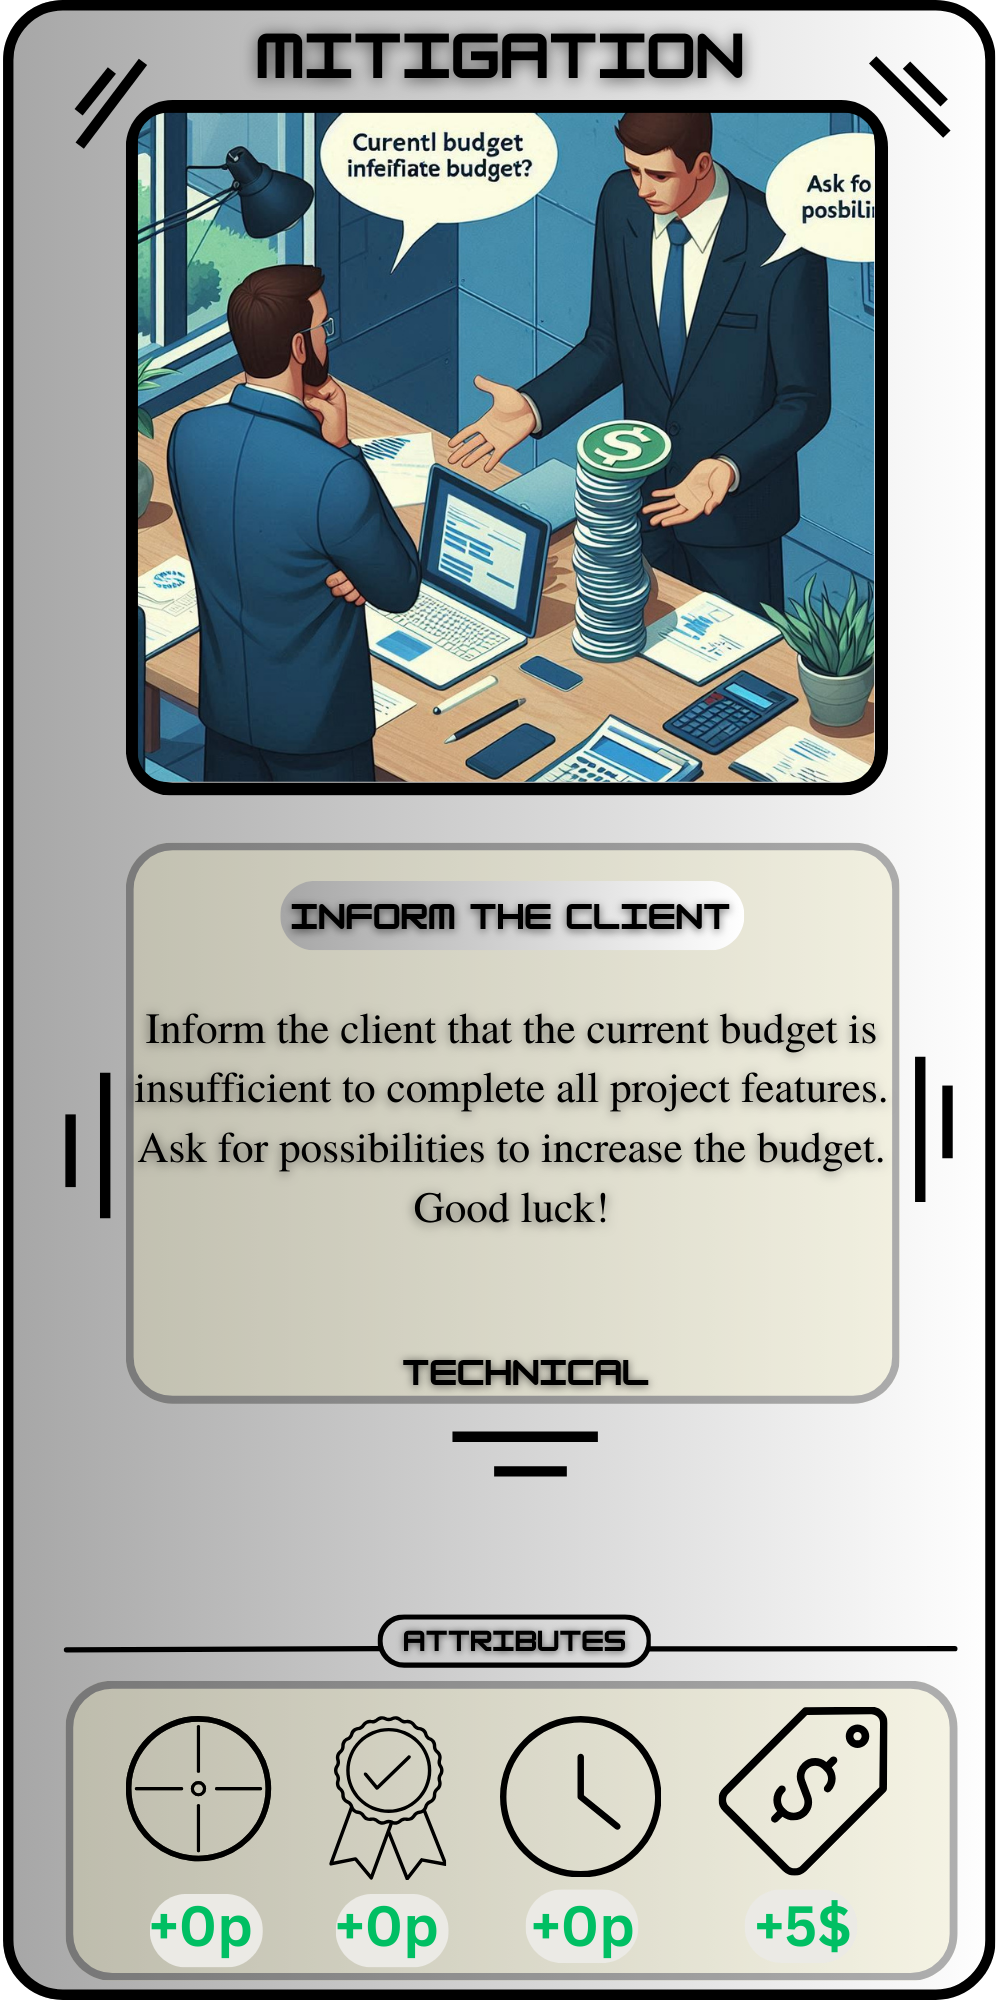 MITIGATION
Curentl budget
infeifiate budget?
Ask fo
posbili
INFORM THE CLIENT
Inform the client that the current budget is
insufficient to complete all project features.
Ask for possibilities to increase the budget.
Good luck!
TECHNICAL
ATTRIBUTES
+0p +0p +0p +5$